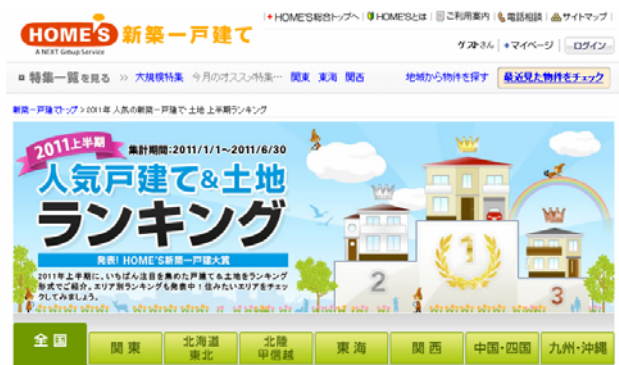 +HOME'S総合トップへ | HOME'Sとは | ご利用案内 | 電話相談 | サイトマップ
HOME'S 新築一戸建て
A NEXT Group Service
ゲストさん | マイページ | ログイン
特集一覧を見る >> 大規模特集 今月のオススメ特集… 関東 東海 関西 地域から物件を探す 最近見た物件をチェック
新築一戸建てトップ > 2011年 人気の新築一戸建て・土地 上半期ランキング
2011上半期
集計期間:2011/1/1～2011/6/30
人気戸建て&土地
ランキング
発表! HOME'S新築一戸建大賞
2011年上半期に、いちばん注目を集めた戸建て&土地をランキング
形式でご紹介。エリア別ランキングも発表中!住みたいエリアをチェッ
クしてみましょう。
1
2
3
全国 関東 北海道東北 北陸甲信越 東海 関西 中国・四国 九州・沖縄